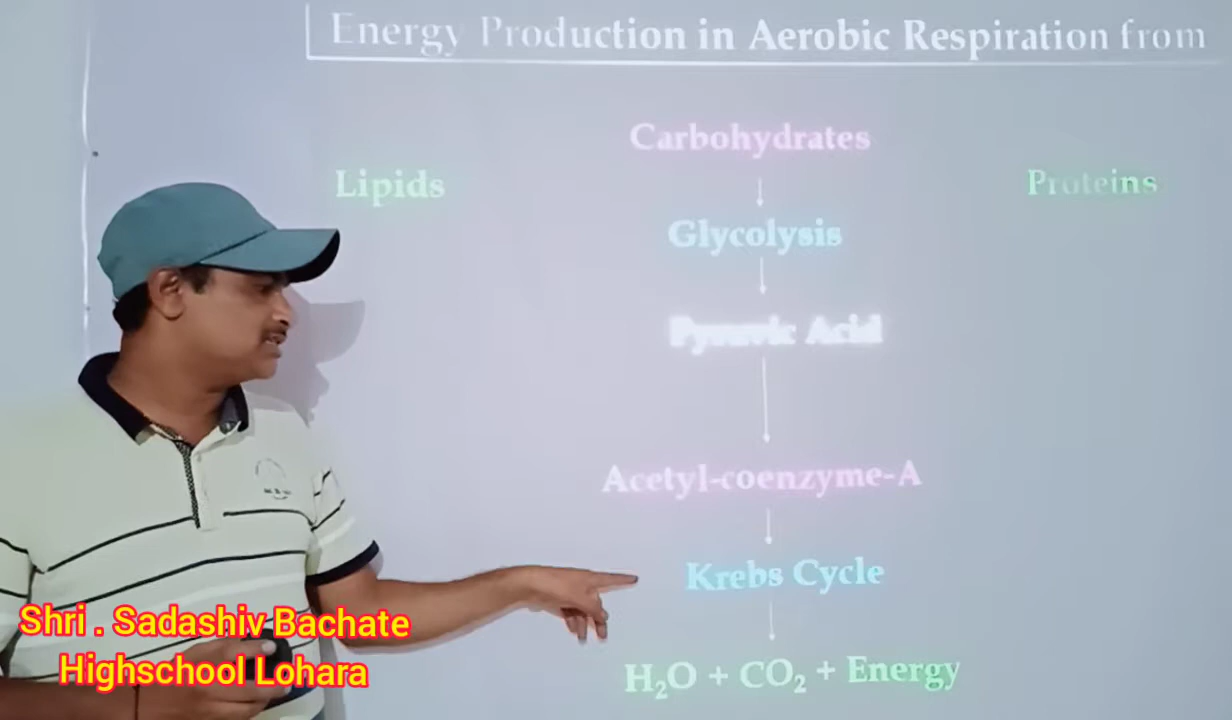 Energy Production in Aerobic Respiration from
Carbohydrates
Lipids
Proteins
Glycolysis
Pyruvic Acid
Acetyl-coenzyme-A
Krebs Cycle
H₂O + CO₂ + Energy
Shri . Sadashiv Bachate
Highschool Lohara